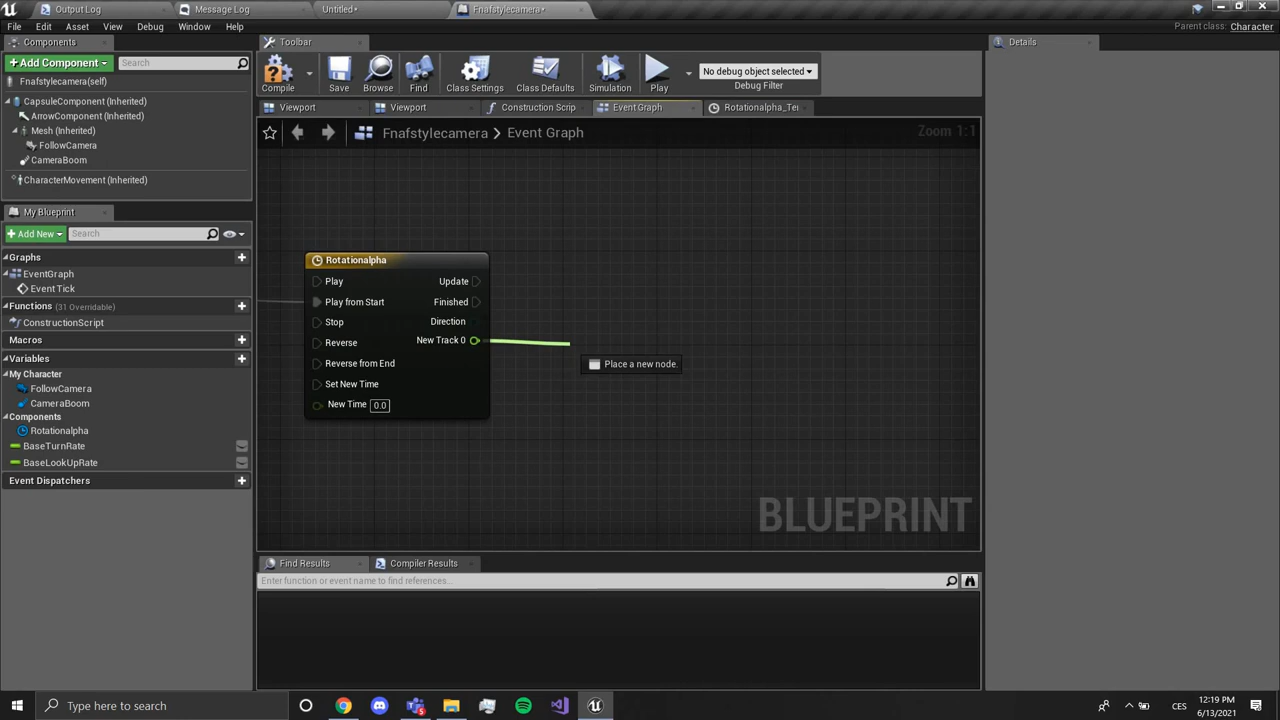 Output Log
Message Log
Untitled*
Fnafstylecamera*
File Edit Asset View Debug Window Help
Parent class: Character
Components
Toolbar
Details
+Add Component
Search
Fnafstylecamera(self)
CapsuleComponent (Inherited)
ArrowComponent (Inherited)
Mesh (Inherited)
FollowCamera
CameraBoom
CharacterMovement (Inherited)
Compile
Save
Browse
Find
Class Settings
Class Defaults
Simulation
Play
No debug object selected
Debug Filter
Viewport
Viewport
Construction Scrip
Event Graph
Rotationalpha_Te
Fnafstylecamera > Event Graph
Zoom 1:1
My Blueprint
+Add New
Search
Graphs
EventGraph
Event Tick
Functions (31 Overridable)
ConstructionScript
Macros
Variables
My Character
FollowCamera
CameraBoom
Components
Rotationalpha
BaseTurnRate
BaseLookUpRate
Event Dispatchers
Rotationalpha
Play
Update
Play from Start
Finished
Stop
Direction
Reverse
New Track 0
Reverse from End
Set New Time
New Time 0.0
Place a new node.
BLUEPRINT
Find Results
Compiler Results
Enter function or event name to find references...
Type here to search
5
CES
12:19 PM
6/13/2021